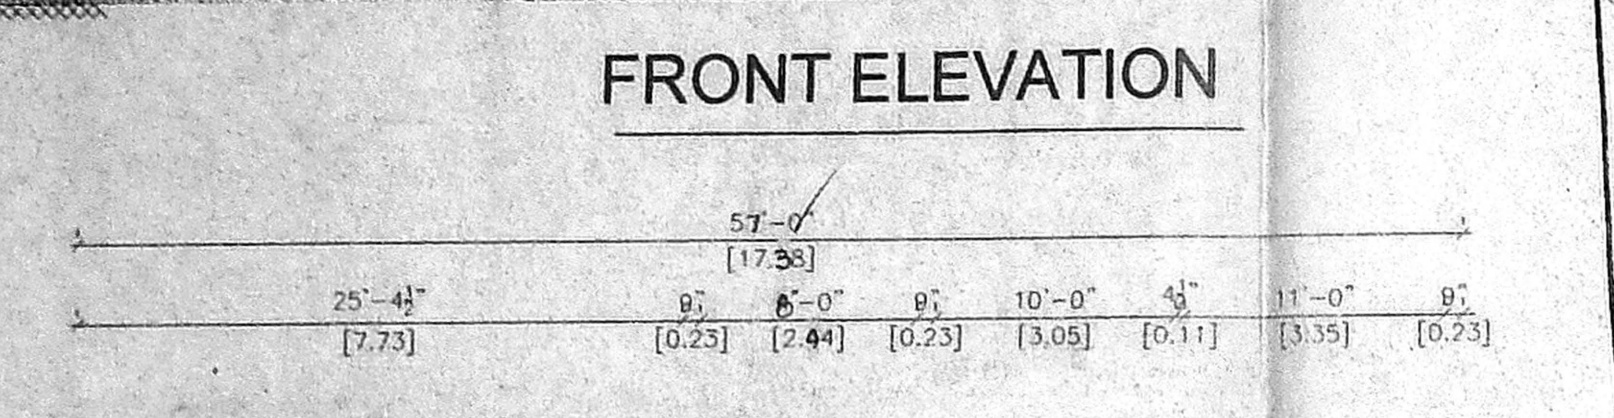 FRONT ELEVATION
57'-0"
[17.38]
25'-4½" 9" 8'-0" 9" 10'-0" 4½" 11'-0" 9"
[7.73] [0.23] [2.44] [0.23] [3.05] [0.11] [3.35] [0.23]